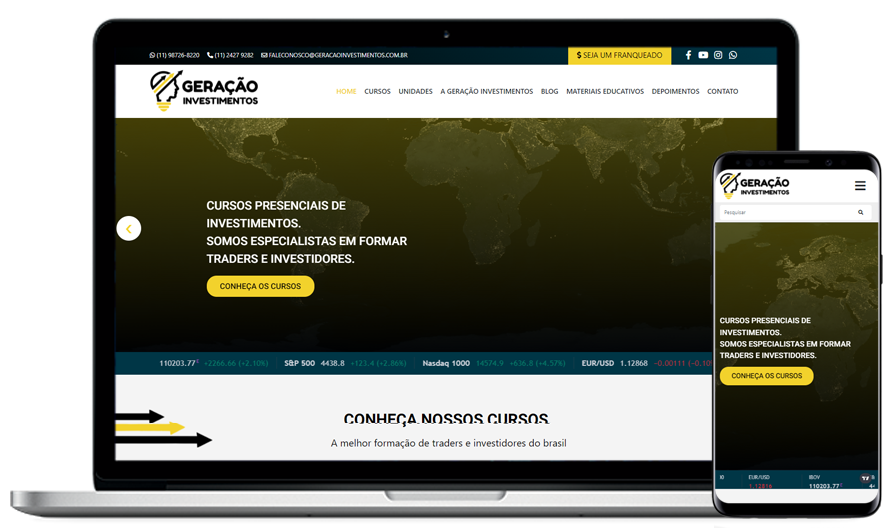 (11) 98726-8220 (11) 2427 9282 FALECONOSCO@GERACAOINVESTIMENTOS.COM.BR $ SEJA UM FRANQUEADO
GERAÇÃO
INVESTIMENTOS
HOME CURSOS UNIDADES A GERAÇÃO INVESTIMENTOS BLOG MATERIAIS EDUCATIVOS DEPOIMENTOS CONTATO
CURSOS PRESENCIAIS DE
INVESTIMENTOS.
SOMOS ESPECIALISTAS EM FORMAR
TRADERS E INVESTIDORES.
CONHEÇA OS CURSOS
110203.77 +2266.66 (+2.10%) S&P 500 4438.8 +123.4 (+2.86%) Nasdaq 1000 14574.9 +636.8 (+4.57%) EUR/USD 1.12868 −0.00111 (−0.10%
CONHEÇA NOSSOS CURSOS
A melhor formação de traders e investidores do brasil
GERAÇÃO
INVESTIMENTOS
Pesquisar
CURSOS PRESENCIAIS DE
INVESTIMENTOS.
SOMOS ESPECIALISTAS EM FORMAR
TRADERS E INVESTIDORES.
CONHEÇA OS CURSOS
EUR/USD IBOV
1.12816 110203.77